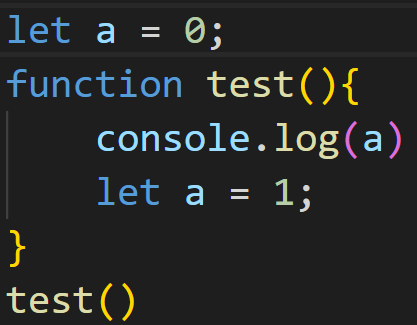 let a = 0;
function test(){
    console.log(a)
    let a = 1;
}
test()